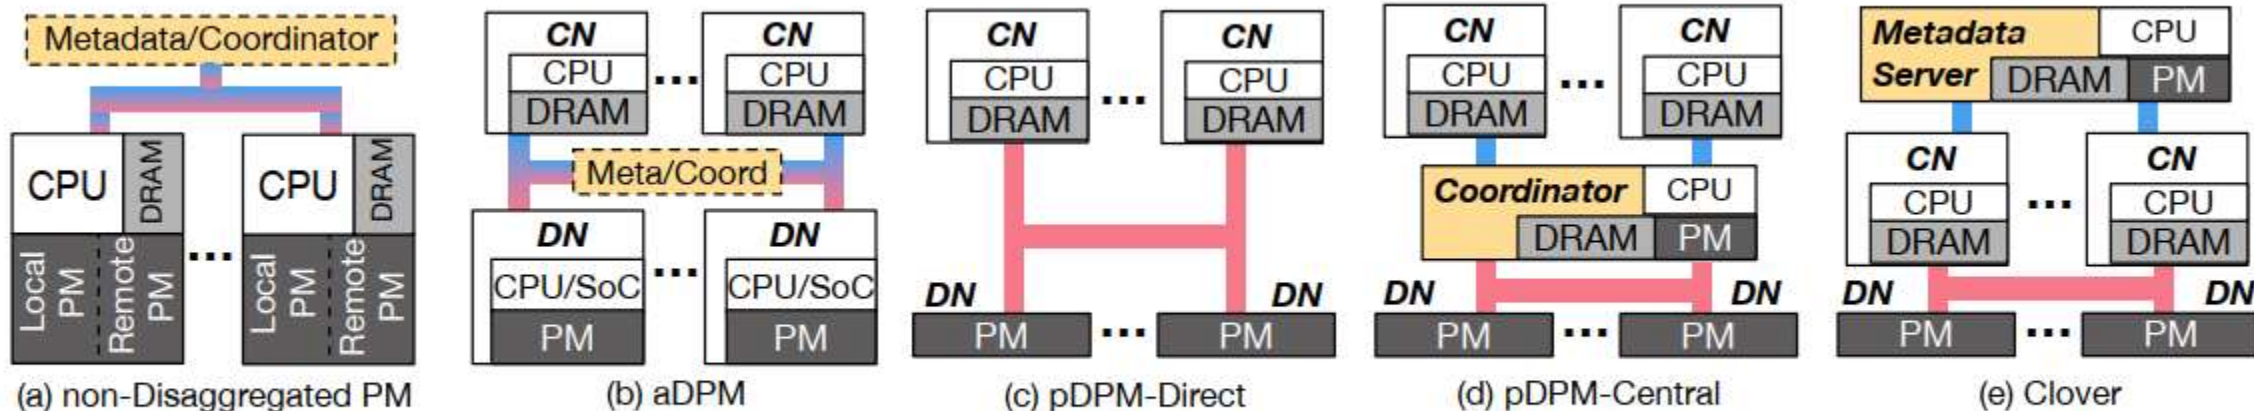 Metadata/Coordinator
CPU
DRAM
Local PM
Remote PM
...
CPU
DRAM
Local PM
Remote PM
(a) non-Disaggregated PM
CN
CPU
DRAM
...
CN
CPU
DRAM
Meta/Coord
DN
CPU/SoC
PM
...
DN
CPU/SoC
PM
(b) aDPM
CN
CPU
DRAM
...
CN
CPU
DRAM
DN
PM
...
DN
PM
(c) pDPM-Direct
CN
CPU
DRAM
...
CN
CPU
DRAM
Coordinator
CPU
DRAM
PM
DN
PM
...
DN
PM
(d) pDPM-Central
Metadata
Server
CPU
DRAM
PM
CN
CPU
DRAM
...
CN
CPU
DRAM
DN
PM
...
DN
PM
(e) Clover